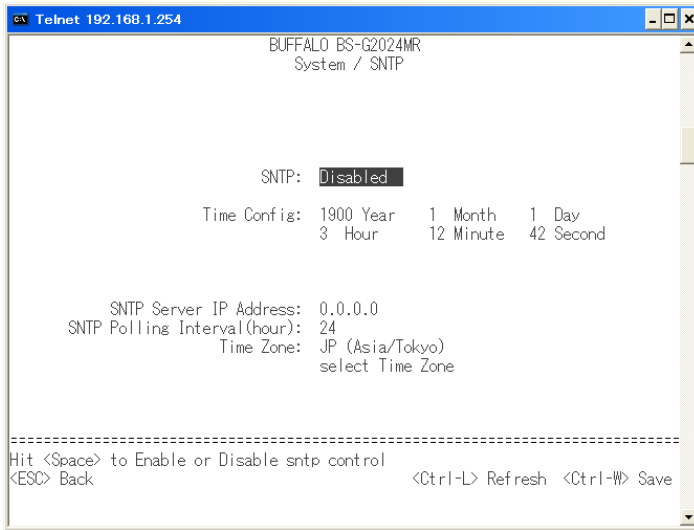 Telnet 192.168.1.254
BUFFALO BS-G2024MR
System / SNTP
SNTP: Disabled
Time Config: 1900 Year 1 Month 1 Day
3 Hour 12 Minute 42 Second
SNTP Server IP Address: 0.0.0.0
SNTP Polling Interval(hour): 24
Time Zone: JP (Asia/Tokyo)
select Time Zone
================================================================================
Hit <Space> to Enable or Disable sntp control
<ESC> Back <Ctrl-L> Refresh <Ctrl-W> Save